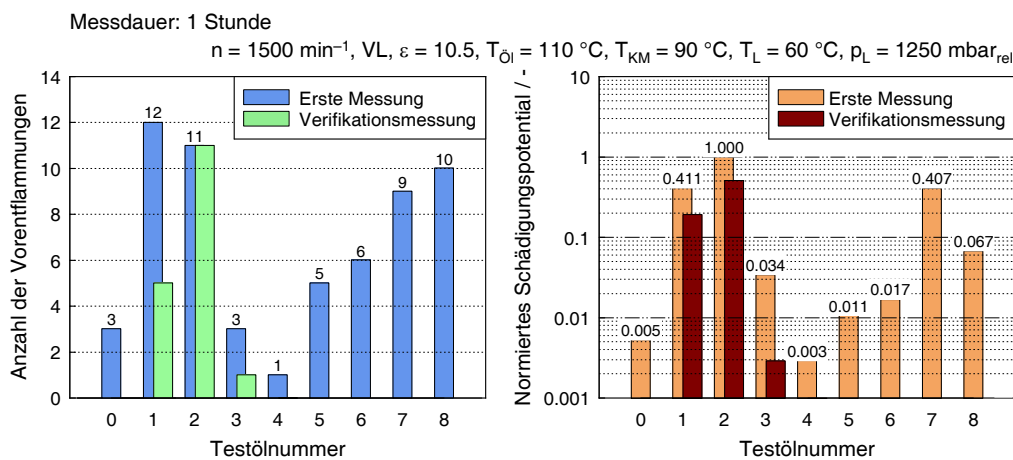 Messdauer: 1 Stunde
n = 1500 min⁻¹, VL, ε = 10.5, T_Öl = 110 °C, T_KM = 90 °C, T_L = 60 °C, p_L = 1250 mbar_rel
Anzahl der Vorentflammungen
14
12
10
8
6
4
2
0
Erste Messung
Verifikationsmessung
3
12
11
3
1
5
6
9
10
0 1 2 3 4 5 6 7 8
Testölnummer
Normiertes Schädigungspotential / -
10
1
0.1
0.01
0.001
Erste Messung
Verifikationsmessung
0.005
0.411
1.000
0.034
0.003
0.011
0.017
0.407
0.067
0 1 2 3 4 5 6 7 8
Testölnummer